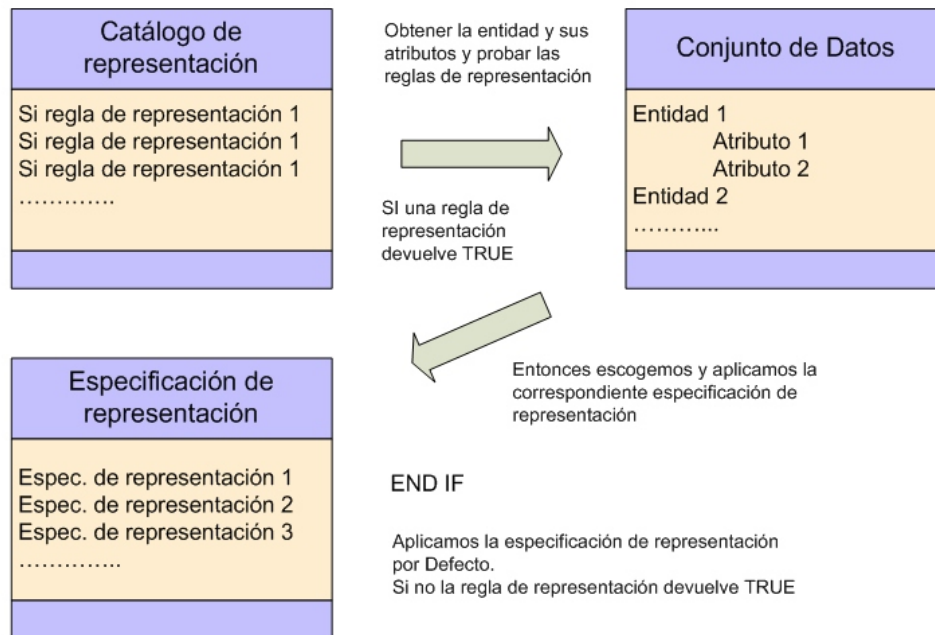 Catálogo de
representación
Si regla de representación 1
Si regla de representación 1
Si regla de representación 1
………….
Obtener la entidad y sus
atributos y probar las
reglas de representación
SI una regla de
representación
devuelve TRUE
Conjunto de Datos
Entidad 1
Atributo 1
Atributo 2
Entidad 2
………...
Entonces escogemos y aplicamos la
correspondiente especificación de
representación
Especificación de
representación
Espec. de representación 1
Espec. de representación 2
Espec. de representación 3
…………..
END IF
Aplicamos la especificación de representación
por Defecto.
Si no la regla de representación devuelve TRUE